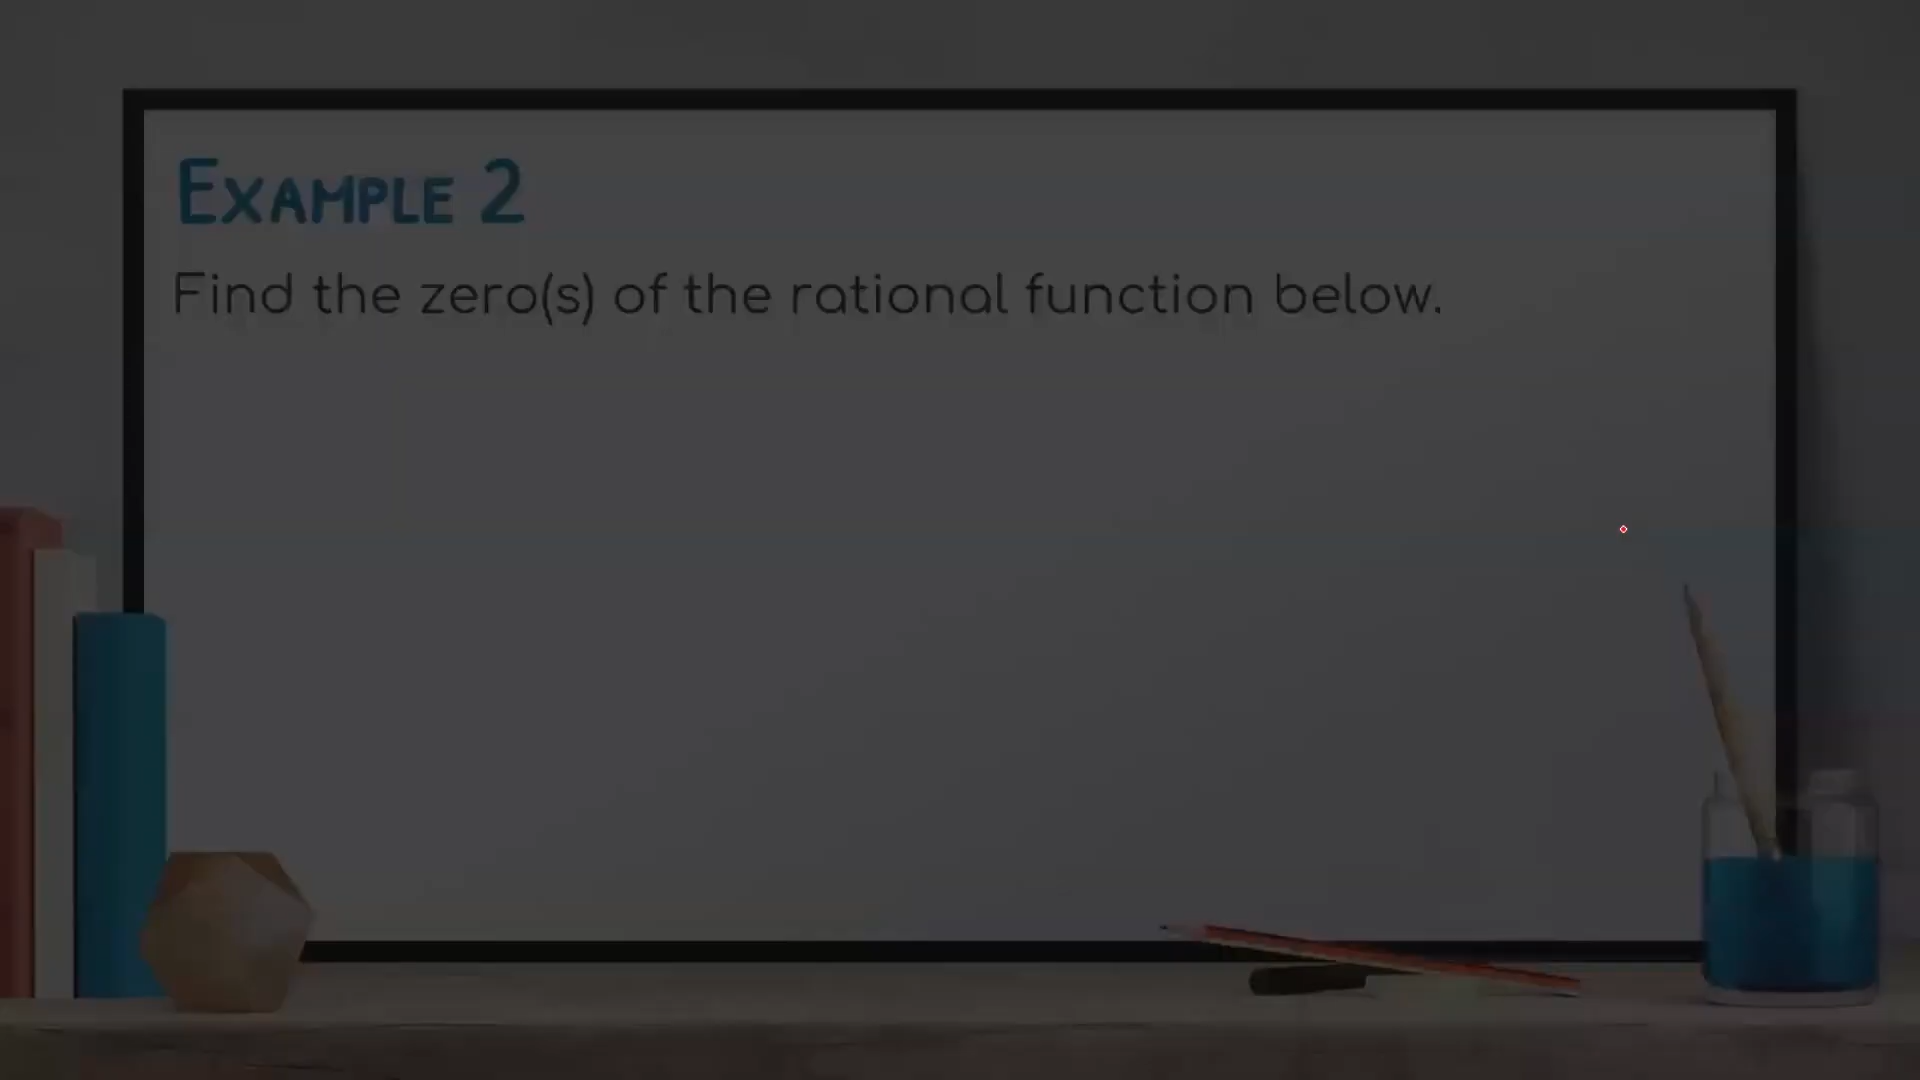 EXAMPLE 2
Find the zero(s) of the rational function below.